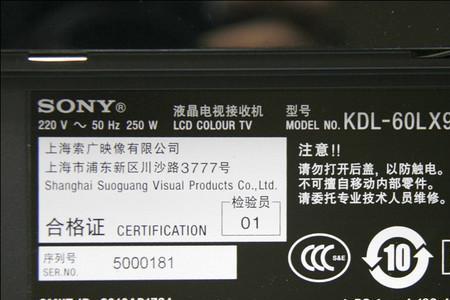 SONY®
液晶电视接收机 型号
220 V ～ 50 Hz 250 W LCD COLOUR TV MODEL NO. KDL-60LX9
上海索广映像有限公司
上海市浦东新区川沙路3777号
Shanghai Suoguang Visual Products Co.,Ltd.
合格证 CERTIFICATION
检验员
01
序列号
SER.NO. 5000181
注意!!
请勿打开后盖，以防触电。
不可擅自移动内部零件。
请委托专业技术人员维修。
CCC S&E
10